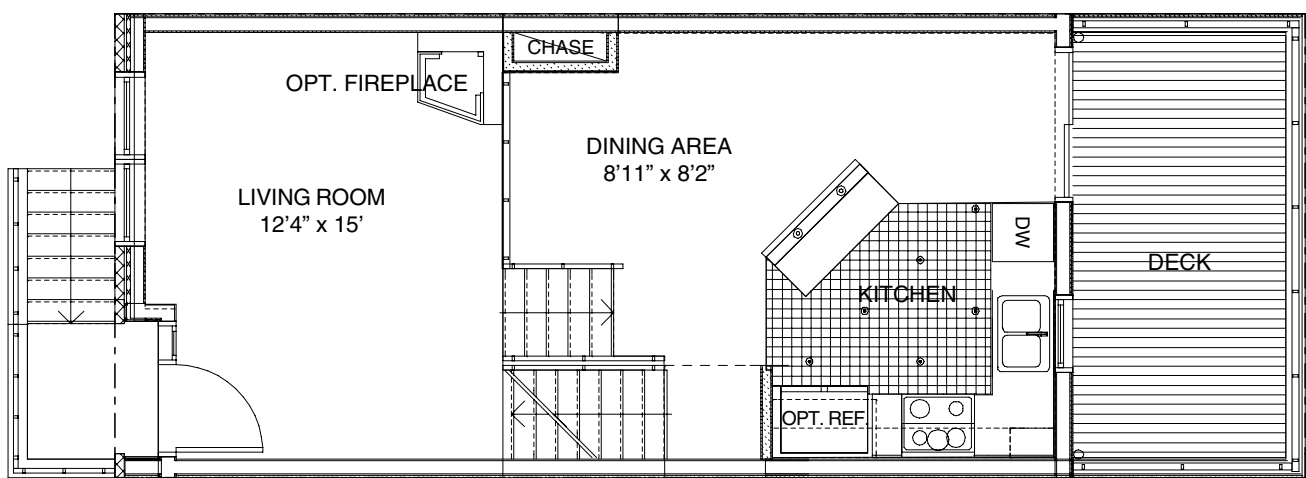 CHASE
OPT. FIREPLACE
DINING AREA
8’11” x 8’2”
LIVING ROOM
12’4” x 15’
DW
DECK
KITCHEN
OPT. REF.